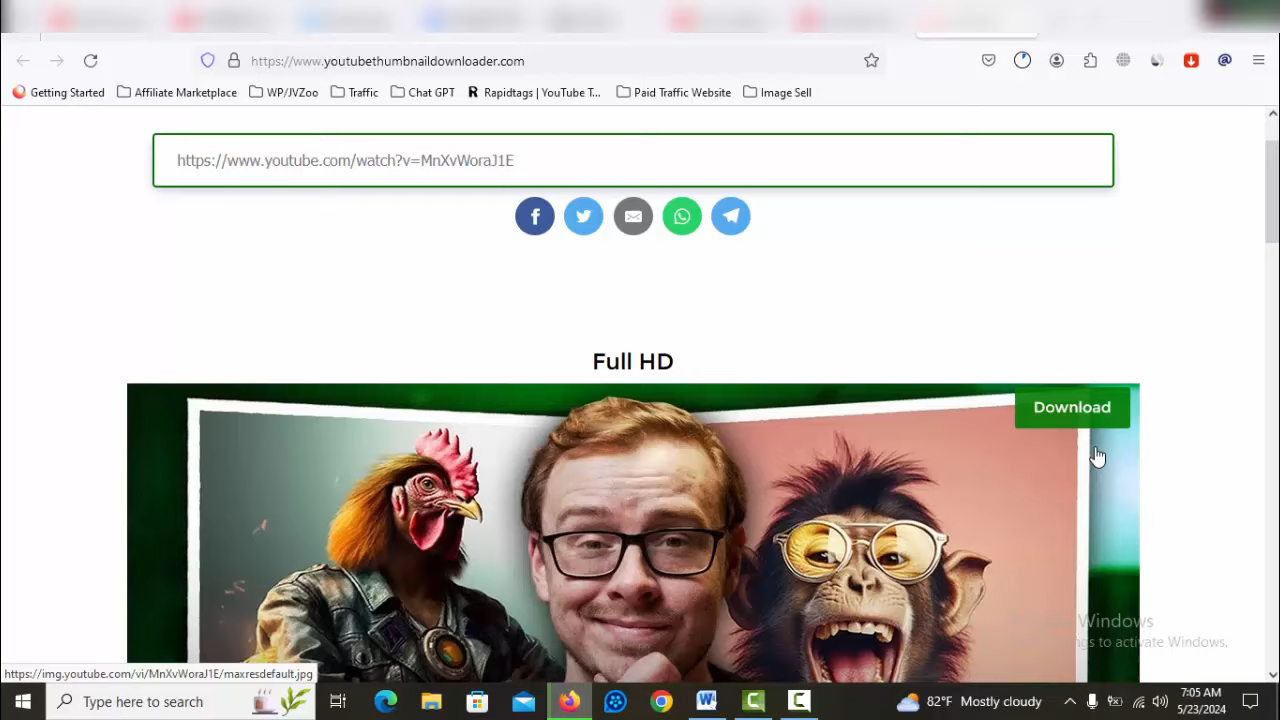 https://www.youtubethumbnaildownloader.com
Getting Started
Affiliate Marketplace
WP/JVZoo
Traffic
Chat GPT
Rapidtags | YouTube T...
Paid Traffic Website
Image Sell
https://www.youtube.com/watch?v=MnXvWoraJ1E
Full HD
Download
Windows
ngs to activate Windows.
https://img.youtube.com/vi/MnXvWoraJ1E/maxresdefault.jpg
Type here to search
82°F Mostly cloudy
7:05 AM
5/23/2024